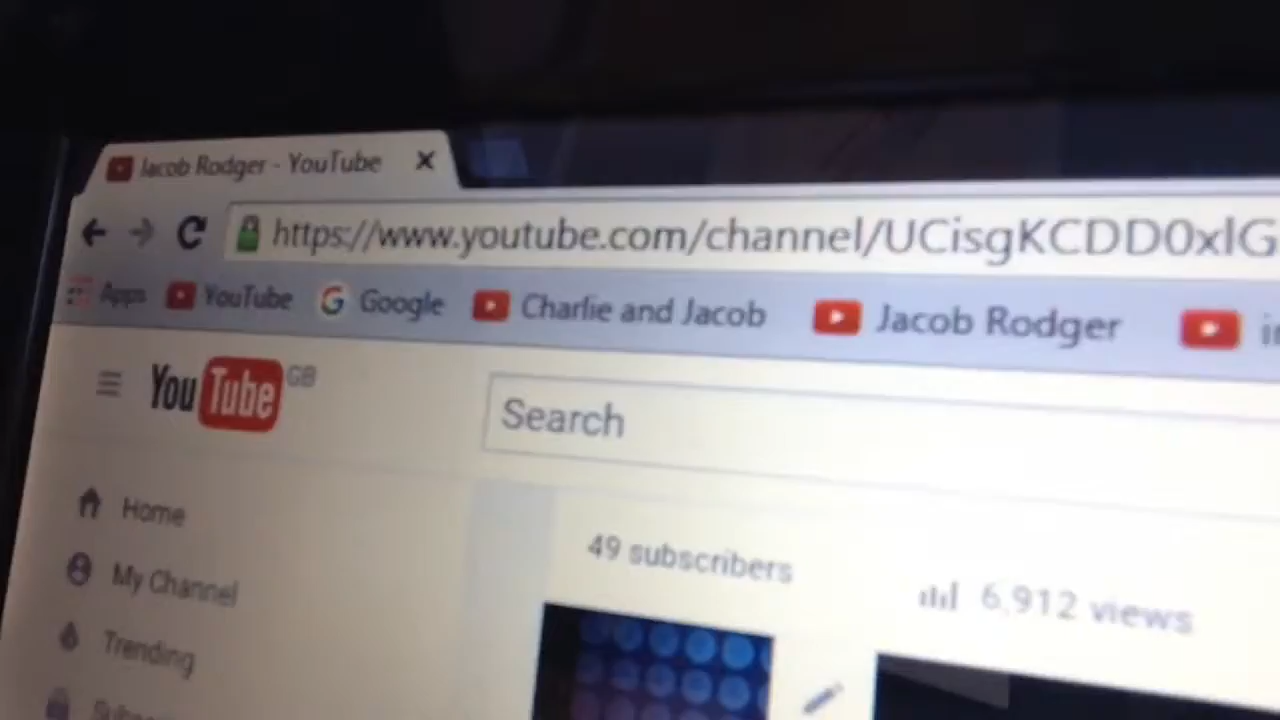 Jacob Rodger - YouTube
https://www.youtube.com/channel/UCisgKCDD0xlG
Apps YouTube Google Charlie and Jacob Jacob Rodger
YouTube GB
Search
Home
49 subscribers
6,912 views
My Channel
Trending